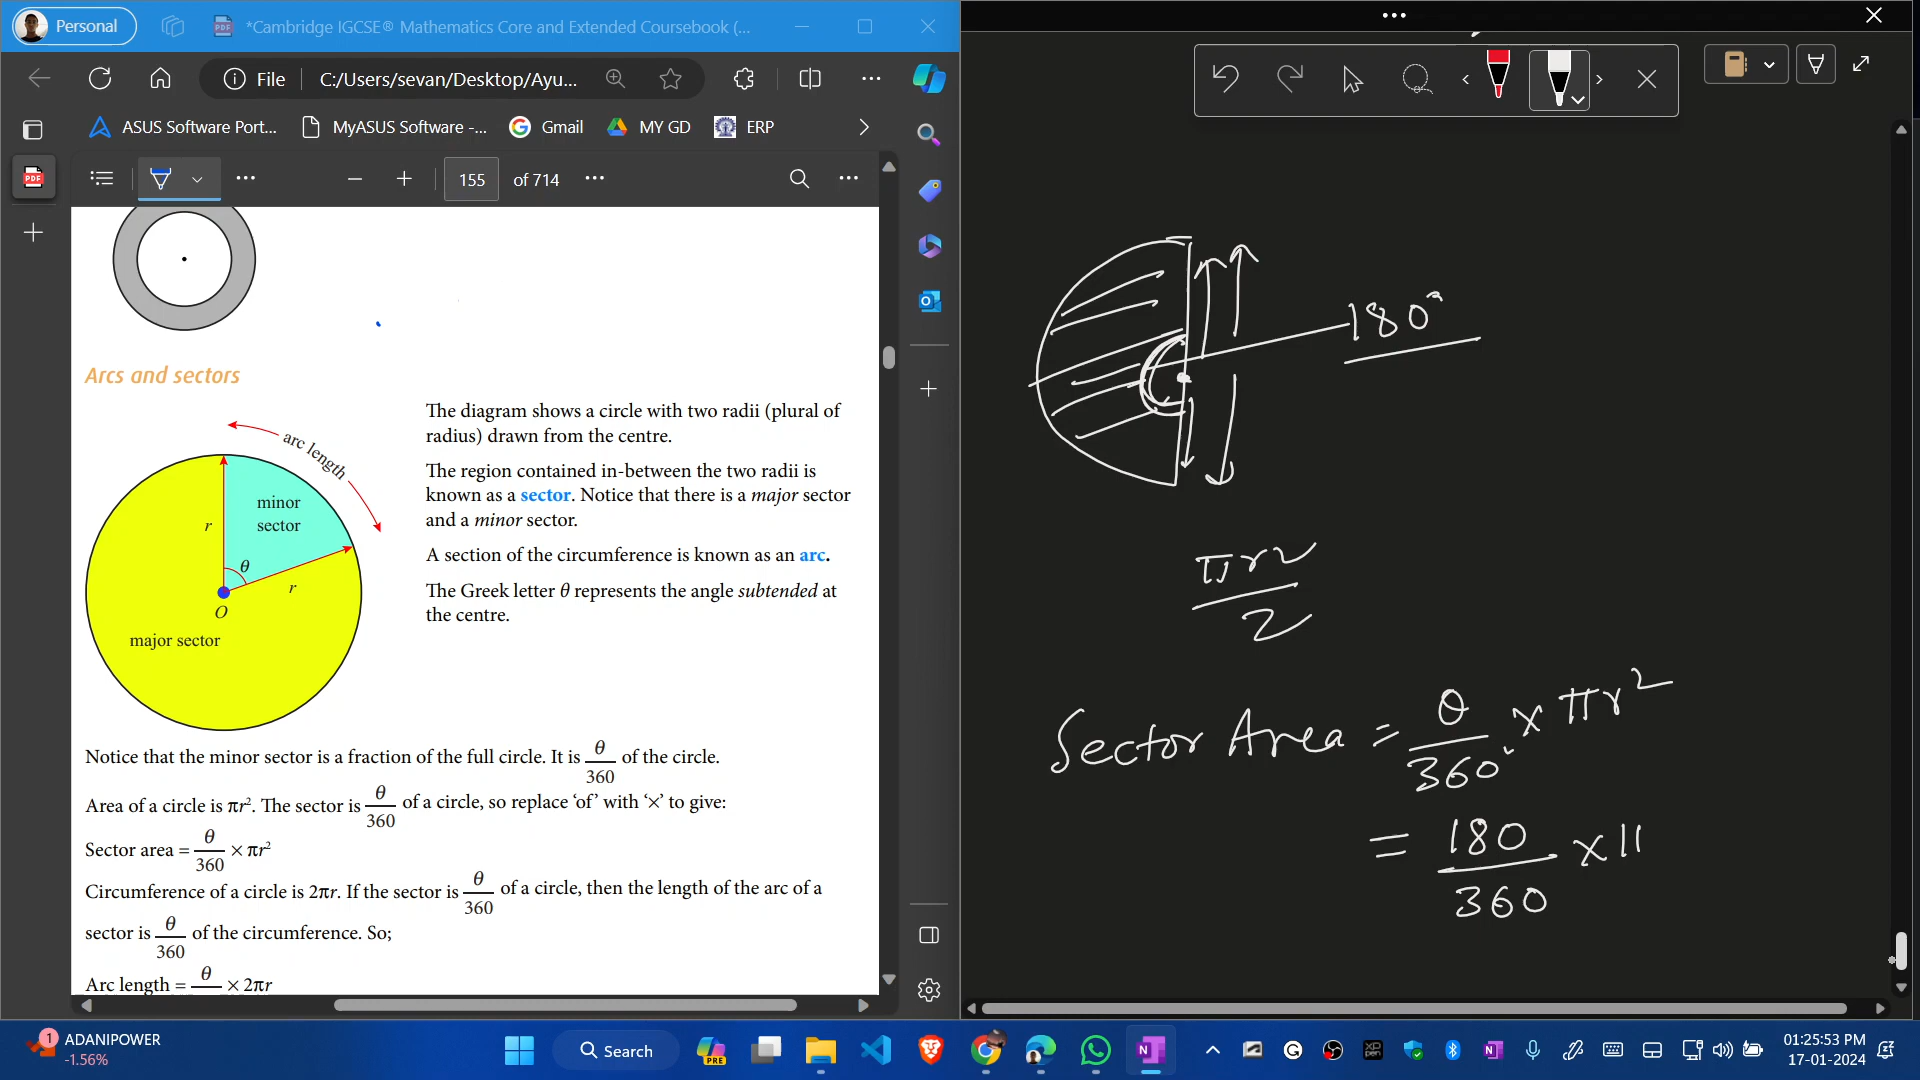 Personal
*Cambridge IGCSE® Mathematics Core and Extended Coursebook (...
File
C:/Users/sevan/Desktop/Ayu...
ASUS Software Port...
MyASUS Software -...
Gmail
MY GD
ERP
155
of 714
Arcs and sectors
arc length
minor
sector
r
θ
r
O
major sector
The diagram shows a circle with two radii (plural of
radius) drawn from the centre.
The region contained in-between the two radii is
known as a sector. Notice that there is a major sector
and a minor sector.
A section of the circumference is known as an arc.
The Greek letter θ represents the angle subtended at
the centre.
Notice that the minor sector is a fraction of the full circle. It is θ/360 of the circle.
Area of a circle is πr². The sector is θ/360 of a circle, so replace ‘of’ with ‘×’ to give:
Sector area = θ/360 × πr²
Circumference of a circle is 2πr. If the sector is θ/360 of a circle, then the length of the arc of a
sector is θ/360 of the circumference. So;
Arc length = θ × 2πr
180°
πr2/2
Sector Area = θ/360° × πr²
= 180/360 × 11
1
ADANIPOWER
-1.56%
Search
PRE
01:25:53 PM
17-01-2024